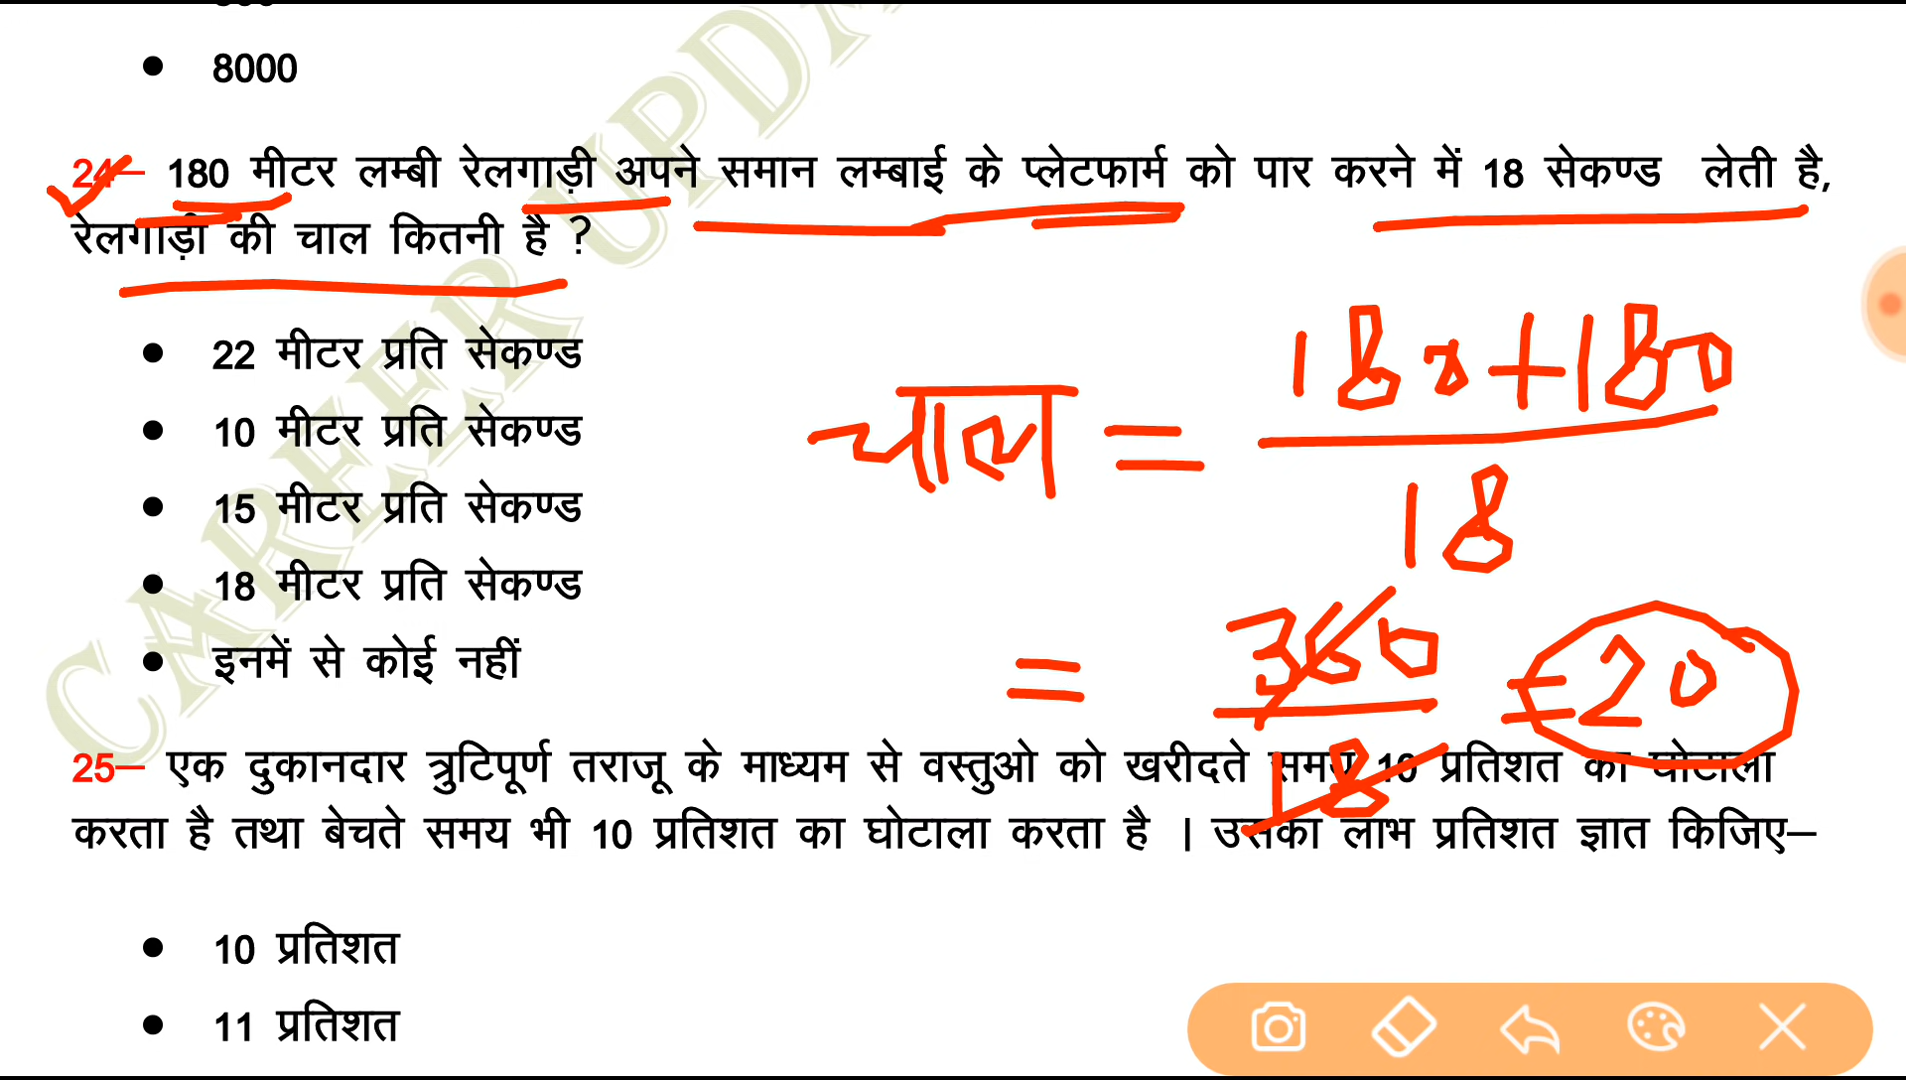 8000
24– 180 मीटर लम्बी रेलगाड़ी अपने समान लम्बाई के प्लेटफार्म को पार करने में 18 सेकण्ड लेती है,
रेलगाड़ी की चाल कितनी है ?
22 मीटर प्रति सेकण्ड
10 मीटर प्रति सेकण्ड
15 मीटर प्रति सेकण्ड
18 मीटर प्रति सेकण्ड
इनमें से कोई नहीं
चाल = 180+180
18
= 360 = 20
18
25– एक दुकानदार त्रुटिपूर्ण तराजू के माध्यम से वस्तुओ को खरीदते समय 10 प्रतिशत का घोटाला
करता है तथा बेचते समय भी 10 प्रतिशत का घोटाला करता है । उसका लाभ प्रतिशत ज्ञात किजिए–
10 प्रतिशत
11 प्रतिशत
CAREER UPDA